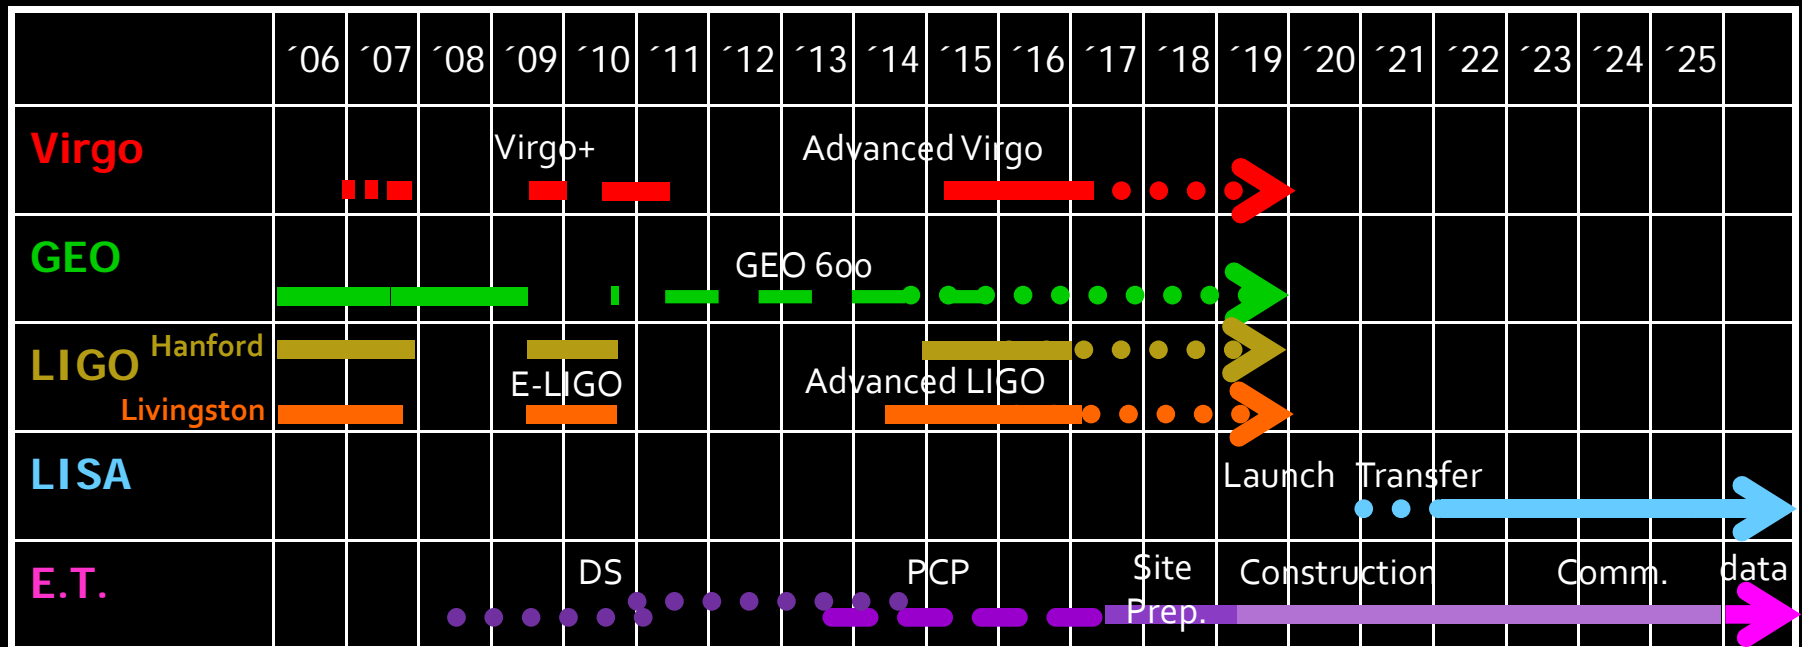 ´06 ´07 ´08 ´09 ´10 ´11 ´12 ´13 ´14 ´15 ´16 ´17 ´18 ´19 ´20 ´21 ´22 ´23 ´24 ´25
Virgo Virgo+ Advanced Virgo
GEO GEO 600
LIGO Hanford
E-LIGO Advanced LIGO
Livingston
LISA Launch Transfer
E.T. DS PCP Site Construction Comm. data
Prep.